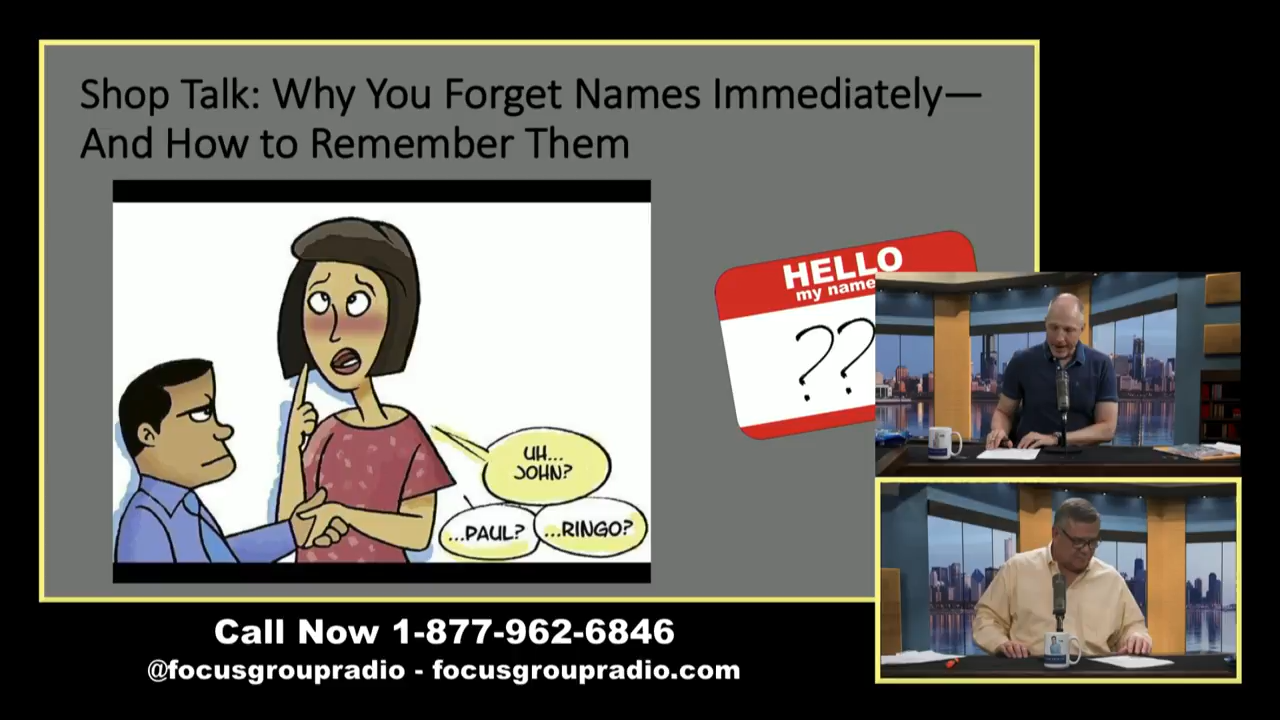 Shop Talk: Why You Forget Names Immediately—
And How to Remember Them
HELLO
my name
??
UH...
JOHN?
...PAUL?
...RINGO?
Call Now 1-877-962-6846
@focusgroupradio - focusgroupradio.com